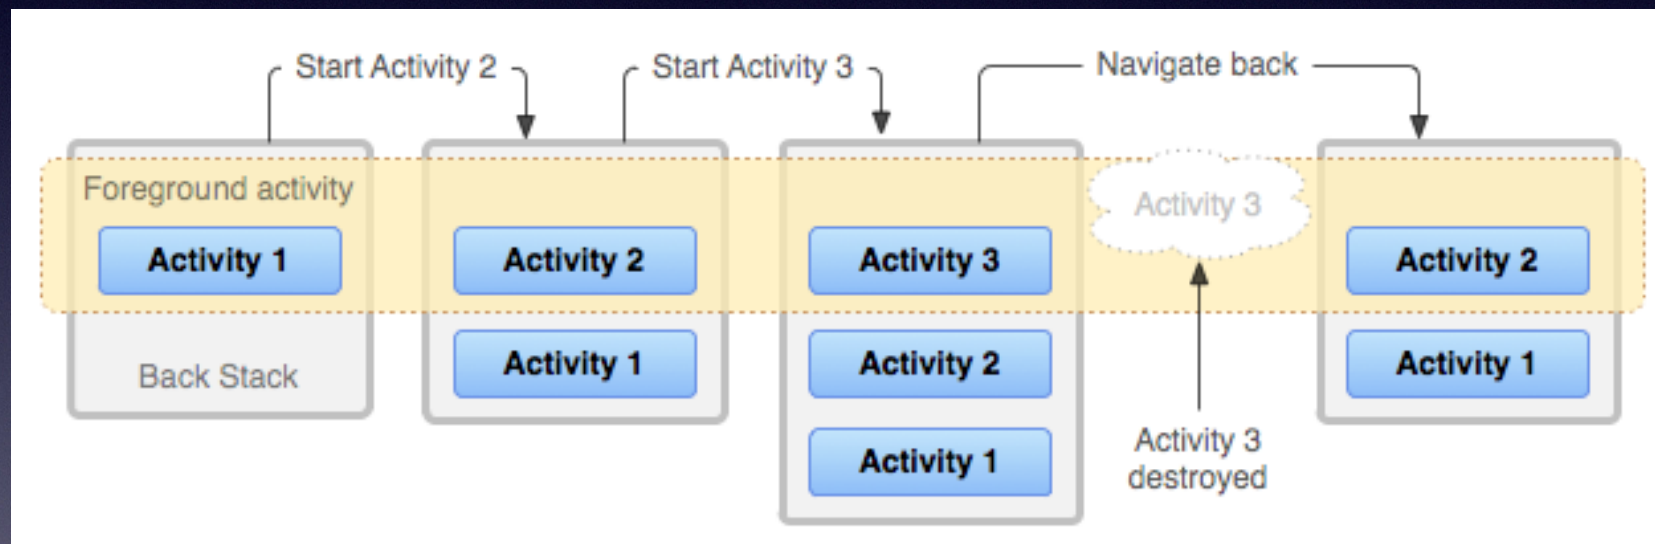 Start Activity 2
Start Activity 3
Navigate back
Foreground activity
Activity 1
Back Stack
Activity 2
Activity 1
Activity 3
Activity 2
Activity 1
Activity 3
Activity 3
destroyed
Activity 2
Activity 1